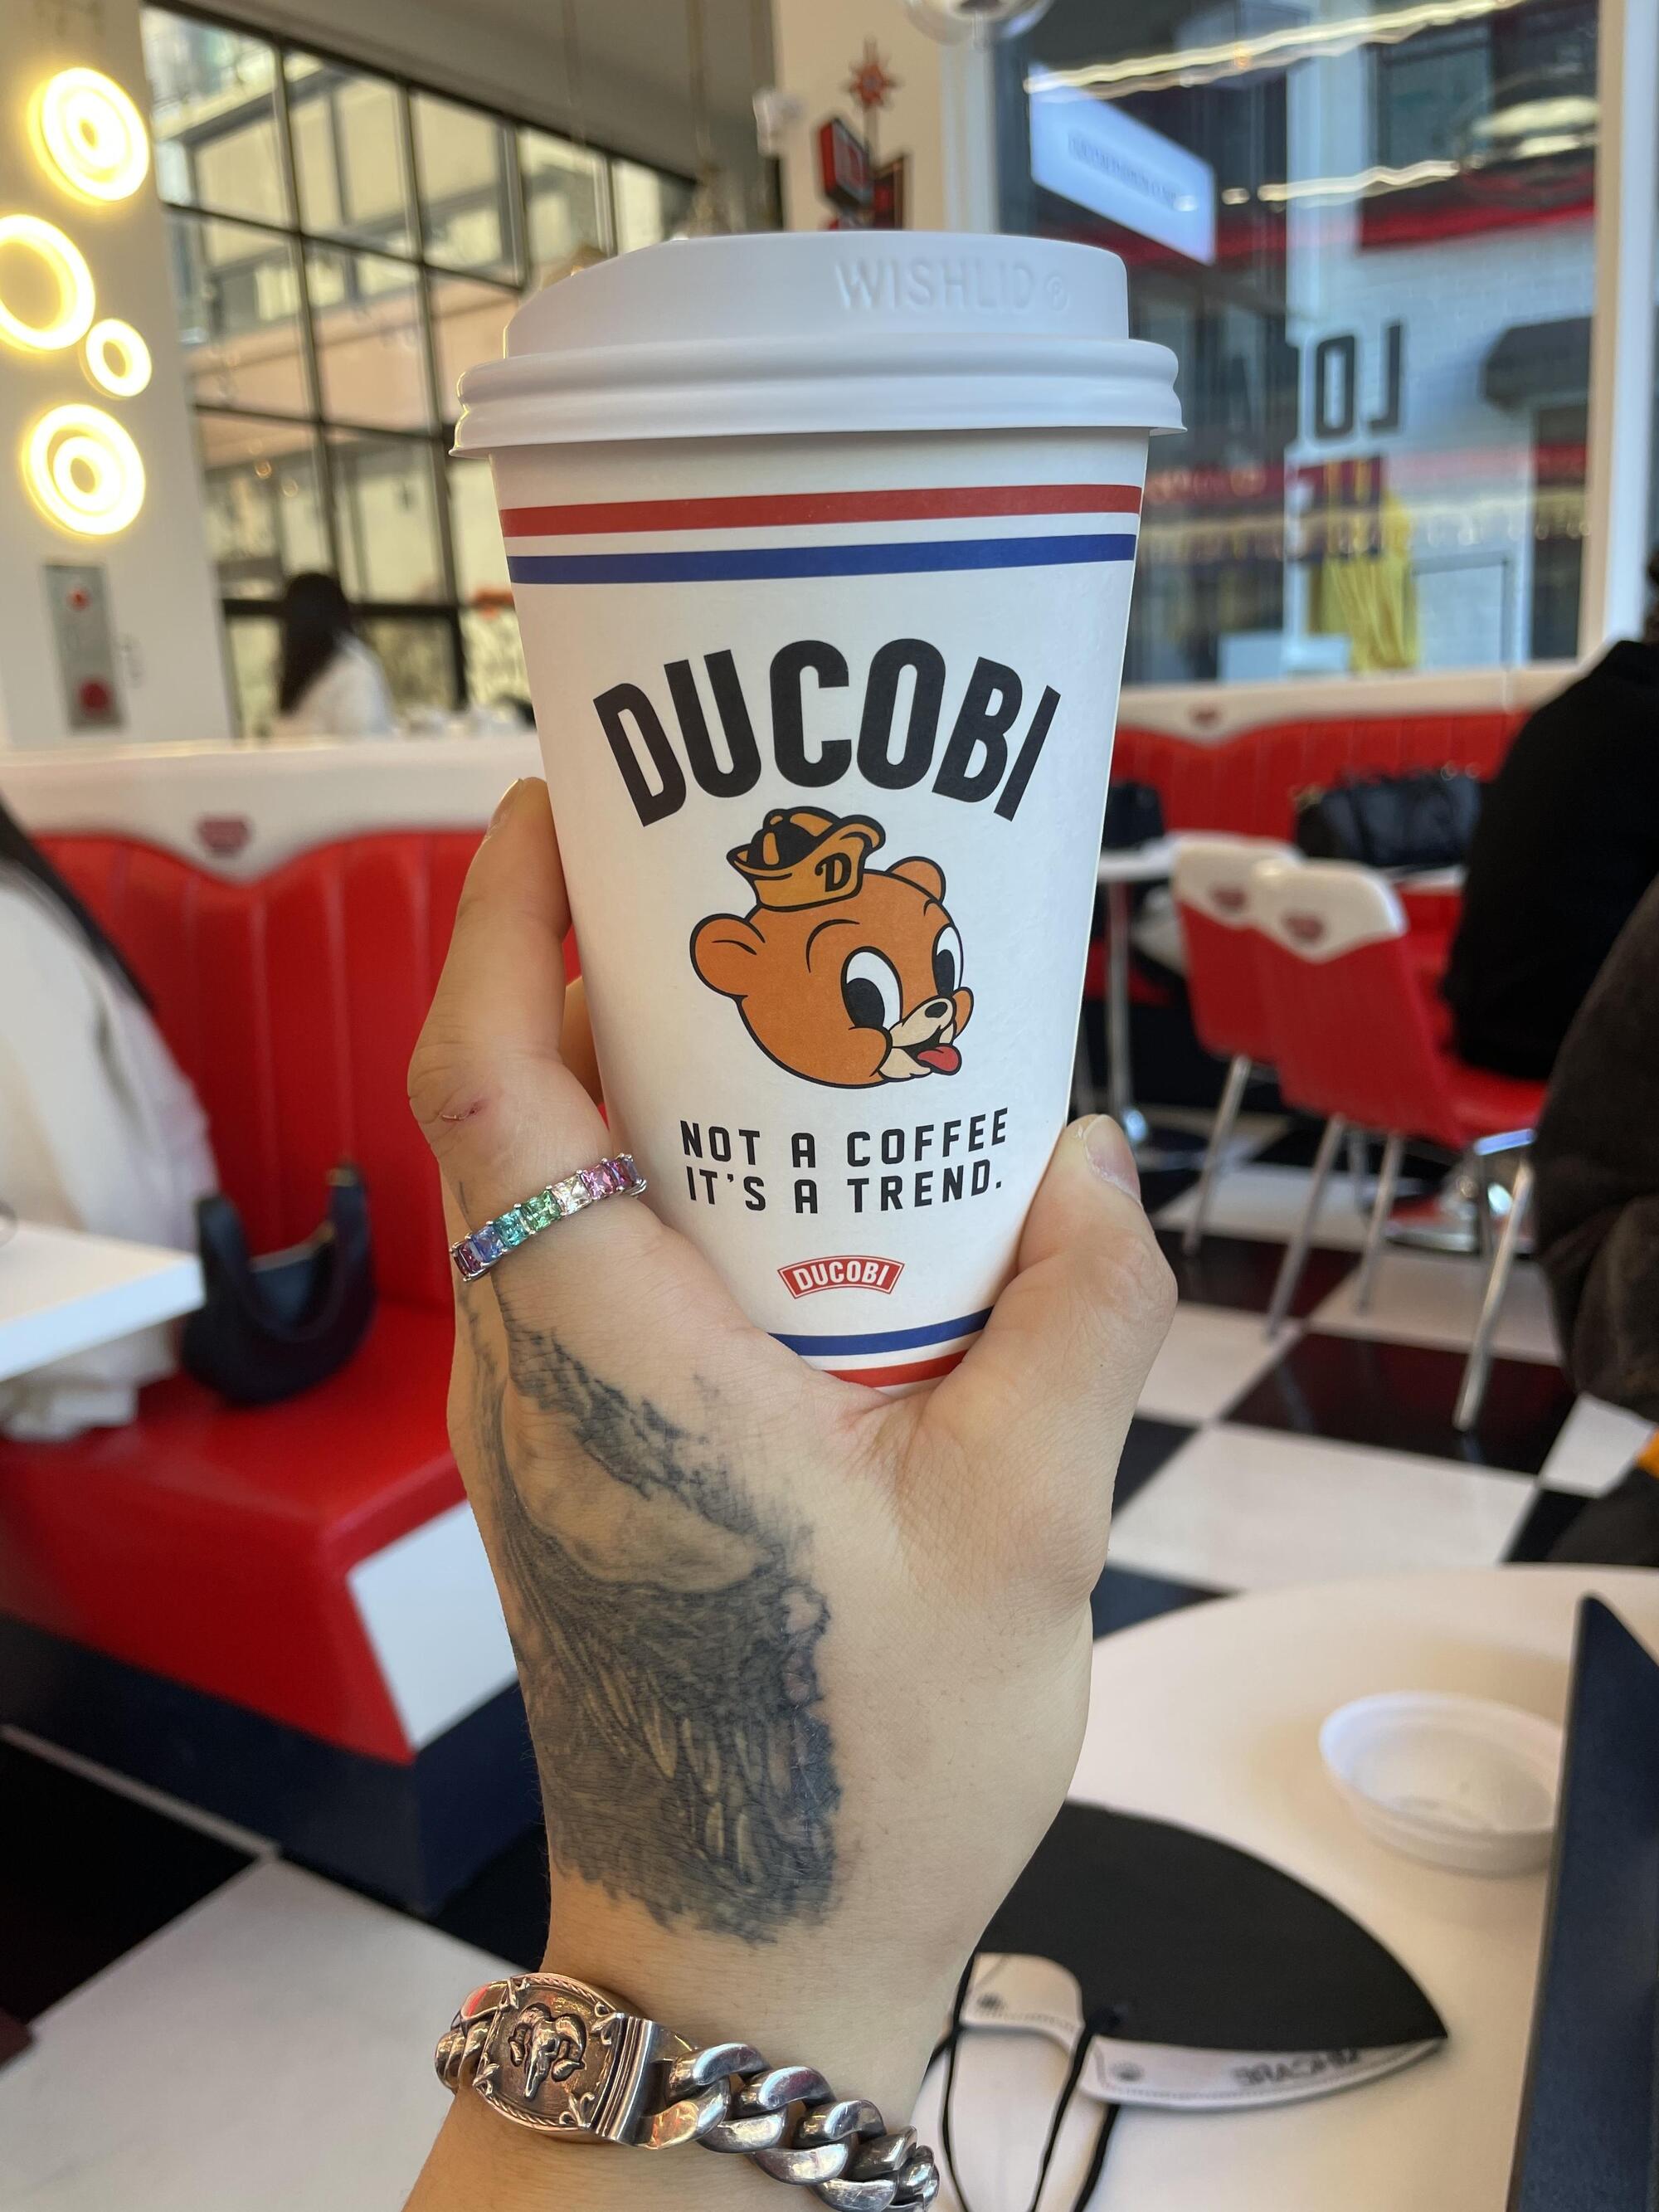 WISHLID®
DUCOBI
D
NOT A COFFEE
IT'S A TREND.
DUCOBI